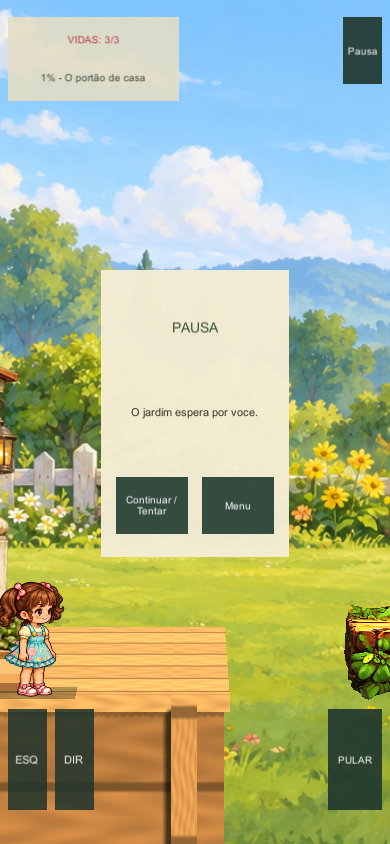 VIDAS: 3/3
Pausa
1% - O portão de casa
PAUSA
O jardim espera por voce.
Continuar /
Tentar
Menu
ESQ
DIR
PULAR